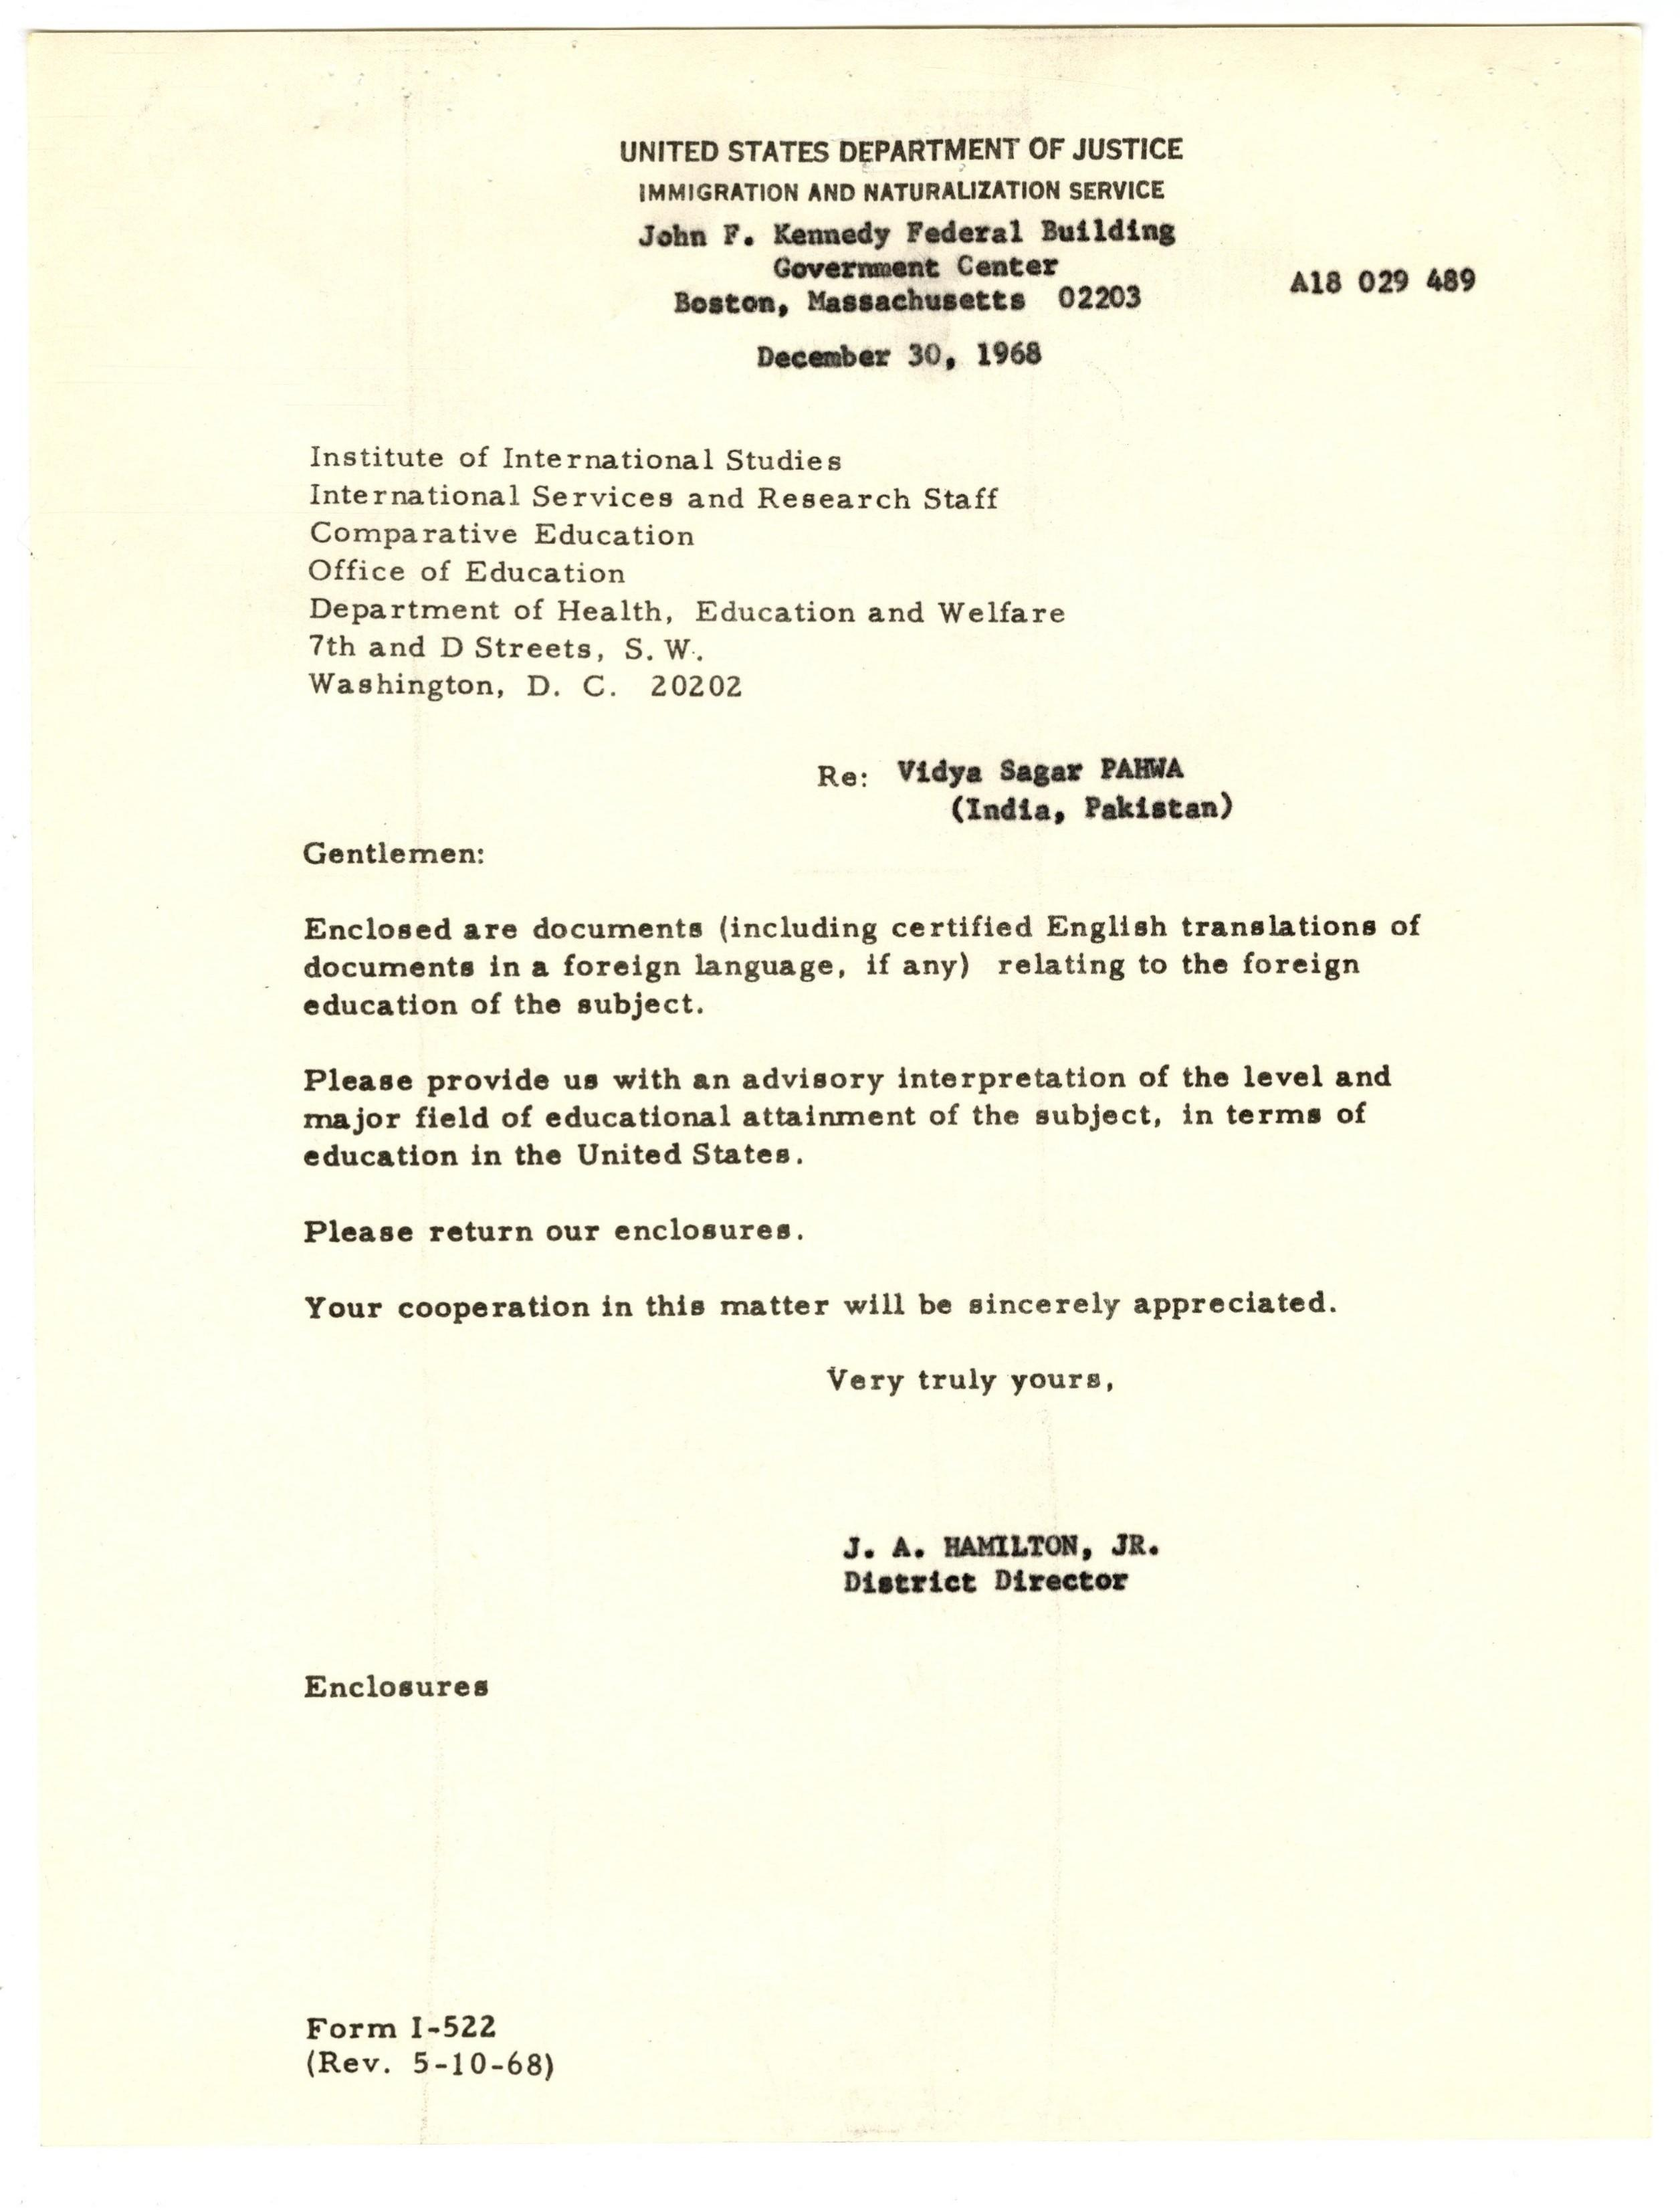 UNITED STATES DEPARTMENT OF JUSTICE
IMMIGRATION AND NATURALIZATION SERVICE
John F. Kennedy Federal Building
Government Center
Boston, Massachusetts 02203
A18 029 489
December 30, 1968
Institute of International Studies
International Services and Research Staff
Comparative Education
Office of Education
Department of Health, Education and Welfare
7th and D Streets, S. W.
Washington, D. C. 20202
Re: Vidya Sagar PAHWA
(India, Pakistan)
Gentlemen:
Enclosed are documents (including certified English translations of
documents in a foreign language, if any) relating to the foreign
education of the subject.
Please provide us with an advisory interpretation of the level and
major field of educational attainment of the subject, in terms of
education in the United States.
Please return our enclosures.
Your cooperation in this matter will be sincerely appreciated.
Very truly yours,
J. A. HAMILTON, JR.
District Director
Enclosures
Form I-522
(Rev. 5-10-68)